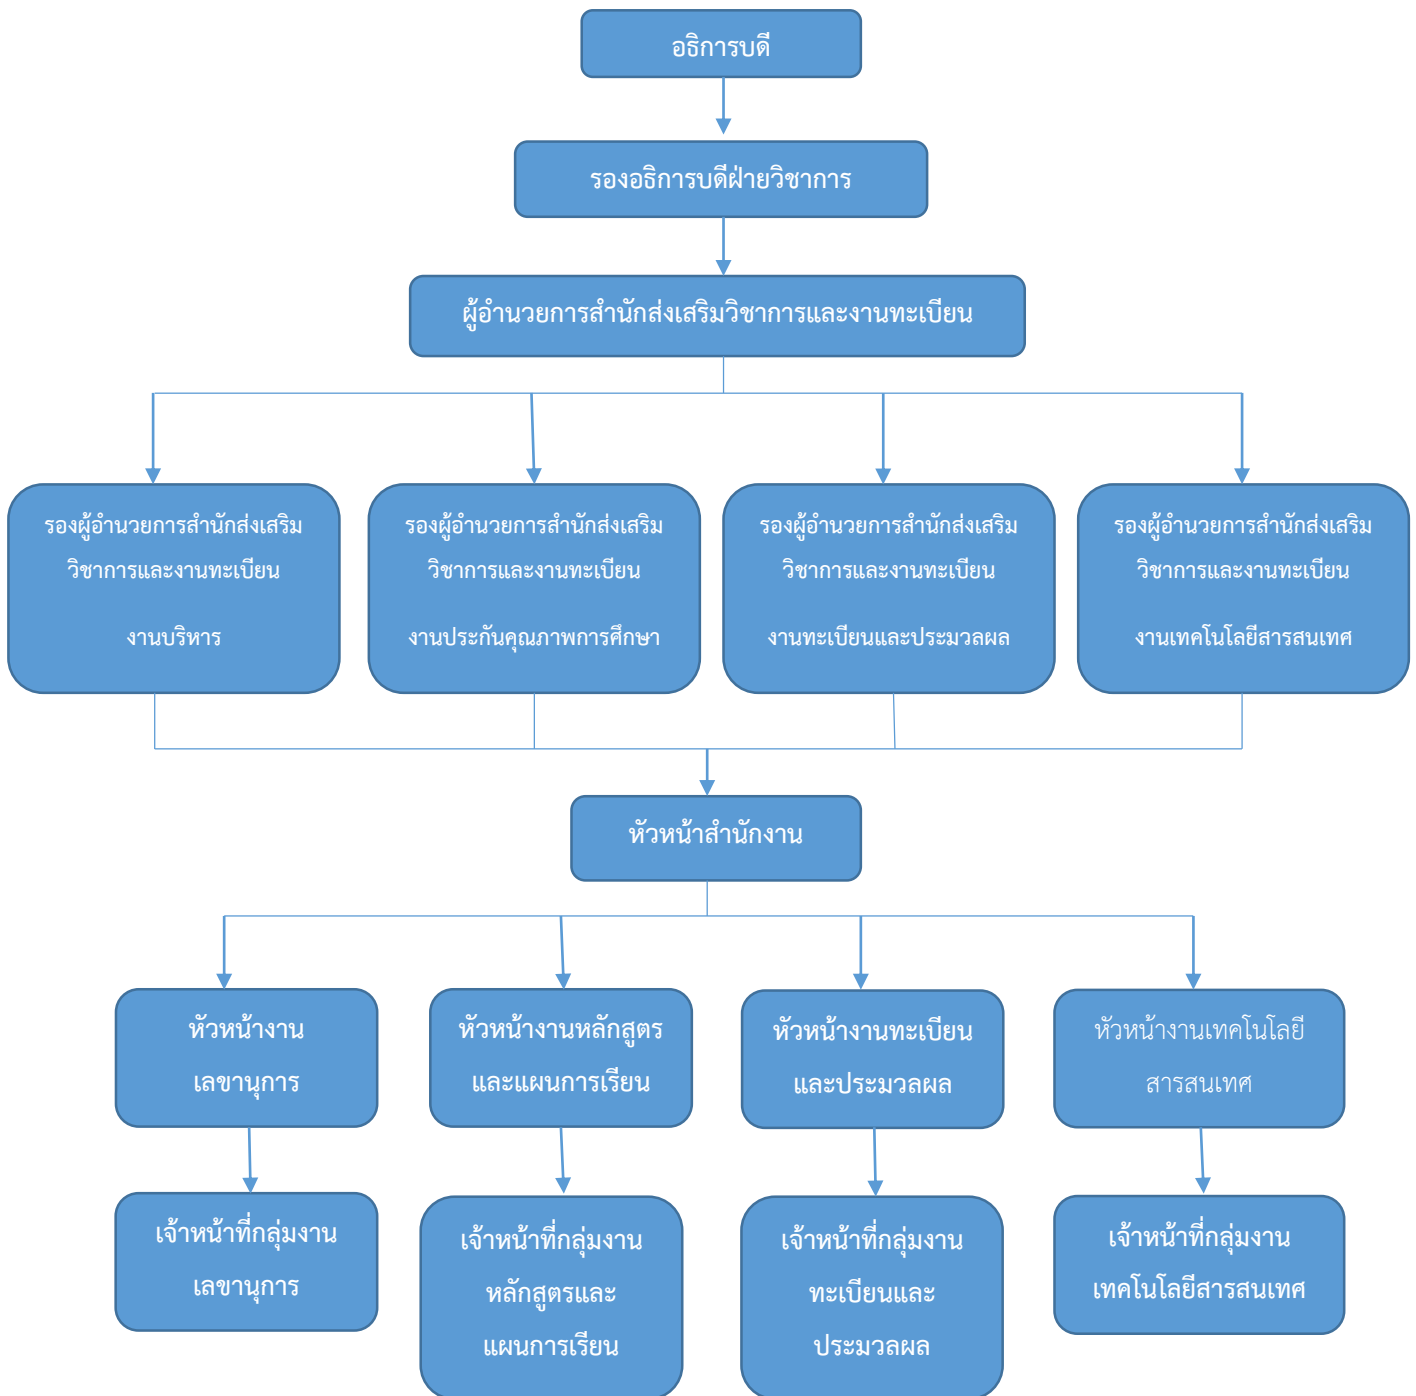 อธิการบดี
รองอธิการบดีฝ่ายวิชาการ
ผู้อำนวยการสำนักส่งเสริมวิชาการและงานทะเบียน
รองผู้อำนวยการสำนักส่งเสริม
วิชาการและงานทะเบียน
งานบริหาร
รองผู้อำนวยการสำนักส่งเสริม
วิชาการและงานทะเบียน
งานประกันคุณภาพการศึกษา
รองผู้อำนวยการสำนักส่งเสริม
วิชาการและงานทะเบียน
งานทะเบียนและประมวลผล
รองผู้อำนวยการสำนักส่งเสริม
วิชาการและงานทะเบียน
งานเทคโนโลยีสารสนเทศ
หัวหน้าสำนักงาน
หัวหน้างาน
เลขานุการ
หัวหน้างานหลักสูตร
และแผนการเรียน
หัวหน้างานทะเบียน
และประมวลผล
หัวหน้างานเทคโนโลยี
สารสนเทศ
เจ้าหน้าที่กลุ่มงาน
เลขานุการ
เจ้าหน้าที่กลุ่มงาน
หลักสูตรและ
แผนการเรียน
เจ้าหน้าที่กลุ่มงาน
ทะเบียนและ
ประมวลผล
เจ้าหน้าที่กลุ่มงาน
เทคโนโลยีสารสนเทศ